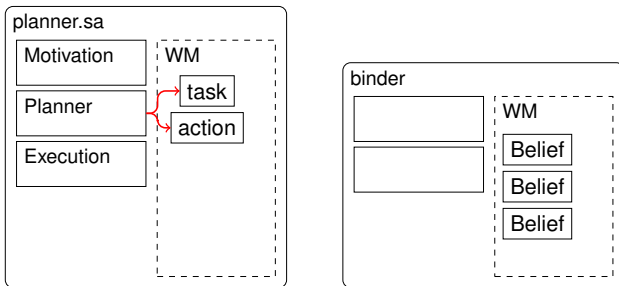 planner.sa
Motivation
Planner
Execution
WM
task
action
binder
WM
Belief
Belief
Belief